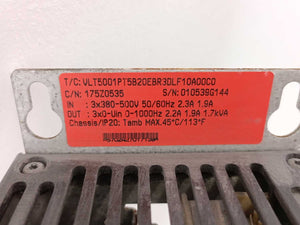 T/C: VLT5001PT5B20EBR3DLF10A00C0
C/N: 175Z0535 S/N: 010539G144
IN : 3x380-500V 50/60Hz 2.3A 1.9A
OUT : 3x0-Uin 0-1000Hz 2.2A 1.9A 1.7kVA
Chassis/IP20: Tamb MAX.45°C/113°F